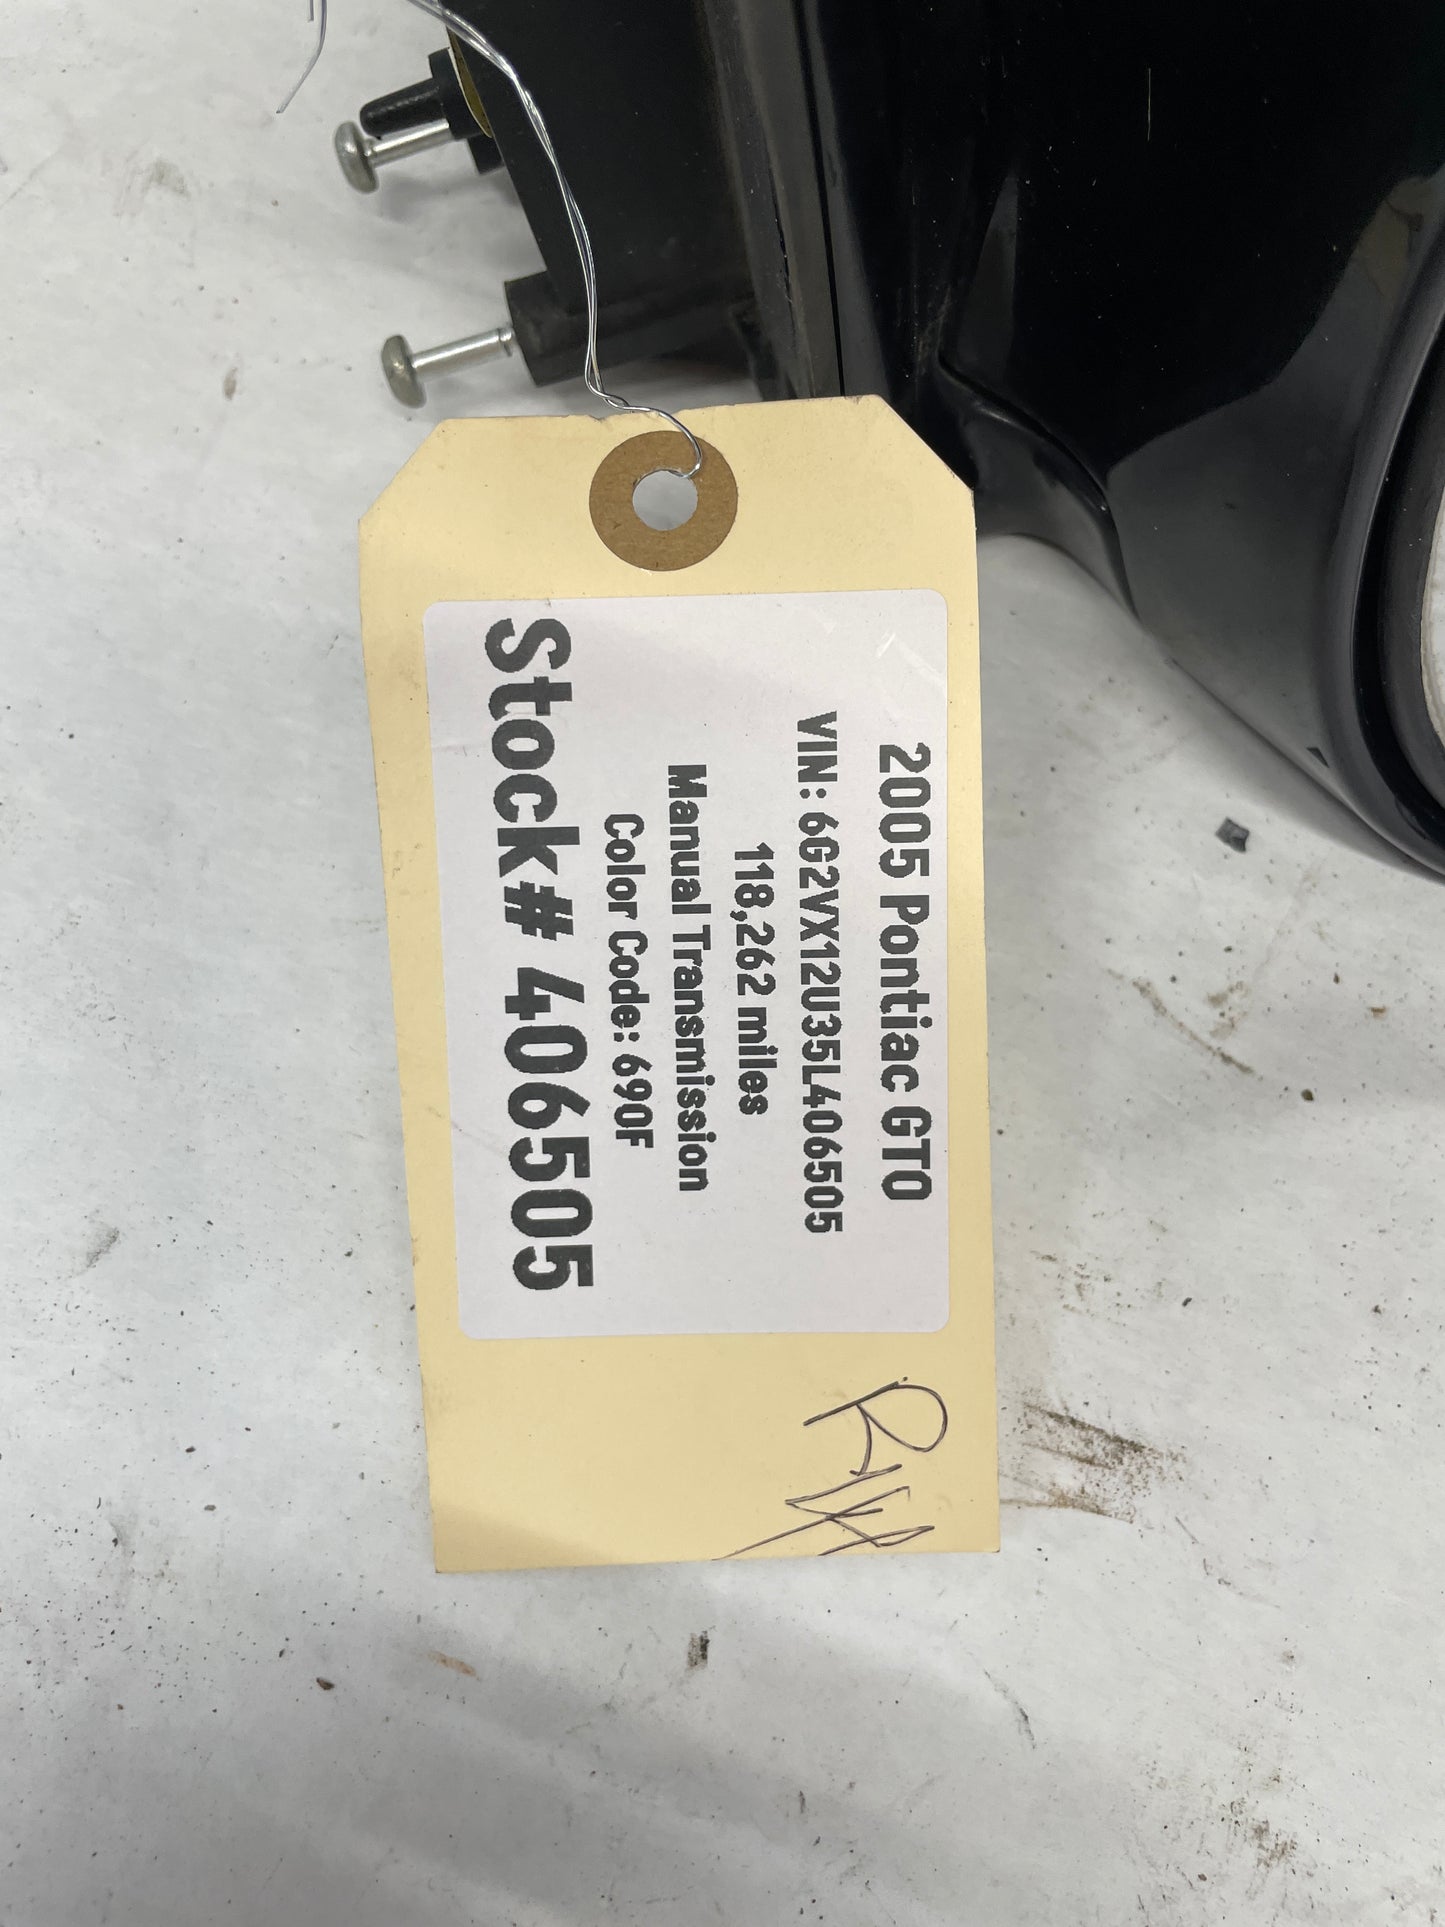 2005 Pontiac GTO
VIN: 6G2VX12U35L406505
118,262 miles
Manual Transmission
Color Code: 690F
Stock# 406505